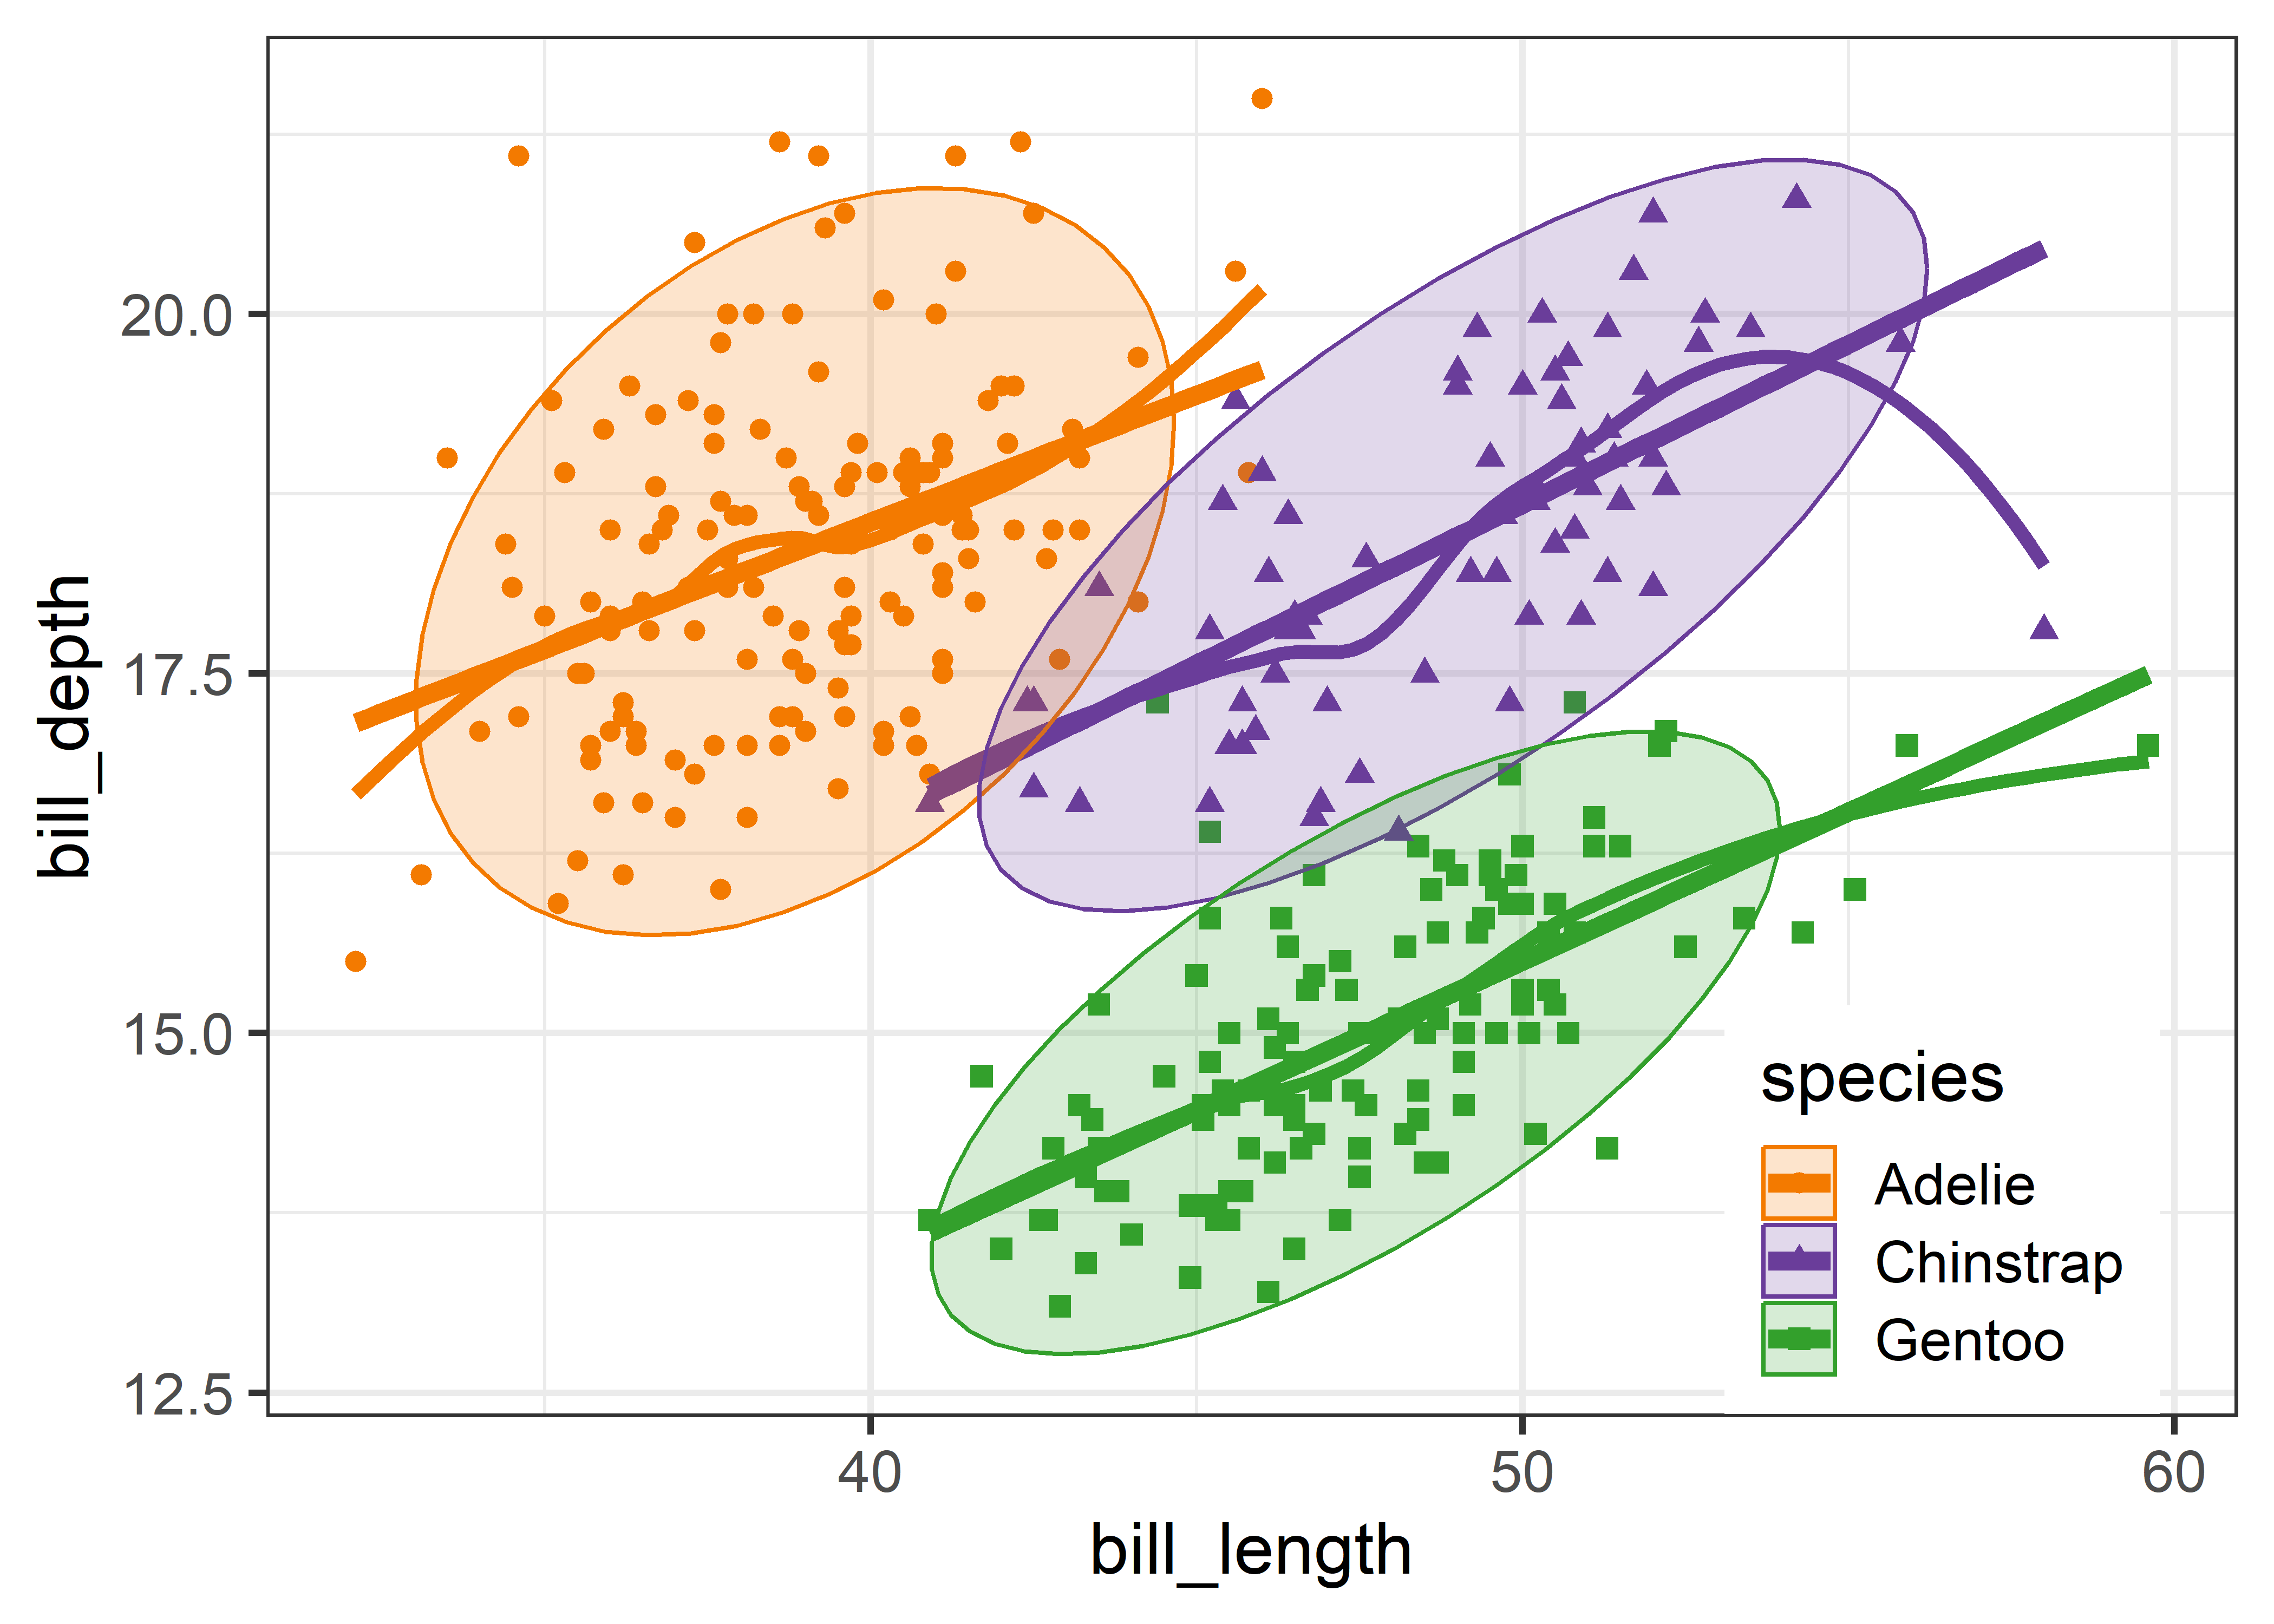 bill_depth
20.0
17.5
15.0
12.5
40
50
60
bill_length
species
Adelie
Chinstrap
Gentoo